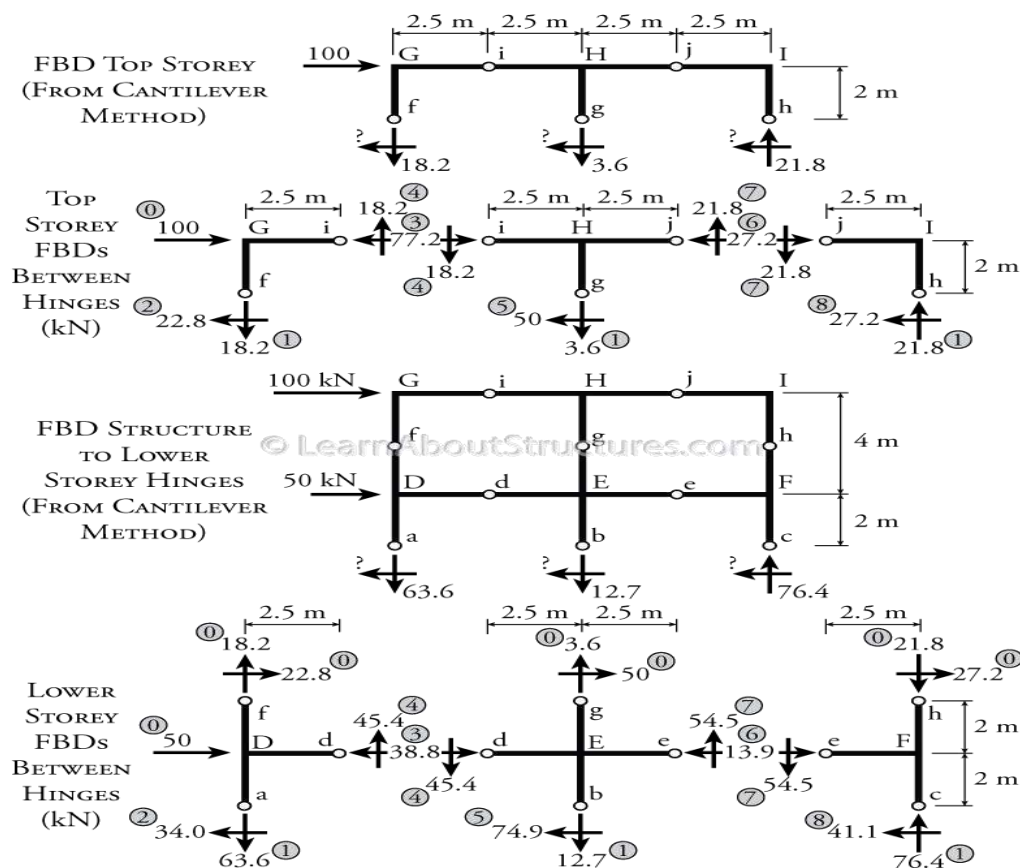 2.5 m 2.5 m 2.5 m 2.5 m
FBD Top Storey
(From Cantilever
Method)
100
G i H j I
f g h
2 m
? ? ?
18.2 3.6 21.8
Top
Storey
FBDs
Between
Hinges
(kN)
0 100
2.5 m
G i
f
2 22.8
18.2 1
4
18.2
3
77.2
18.2
4
2.5 m 2.5 m
i H j
g
5 50
3.6 1
7
21.8
6
27.2
21.8
7
2.5 m
j I
h
2 m
8 27.2
21.8 1
FBD Structure
to Lower
Storey Hinges
(From Cantilever
Method)
100 kN
G i H j I
f g h
4 m
50 kN
D d E e F
2 m
a b c
? ? ?
63.6 12.7 76.4
© LearnAboutStructures.com
Lower
Storey
FBDs
Between
Hinges
(kN)
2.5 m
0 18.2
22.8 0
f
0 50
D d
a
2 34.0
63.6 1
4
45.4
3
38.8
45.4
4
2.5 m 2.5 m
0 3.6
50 0
g
d E e
b
5 74.9
12.7 1
7
54.5
6
13.9
54.5
7
2.5 m
0 21.8
27.2 0
h
e F
c
2 m
2 m
8 41.1
76.4 1